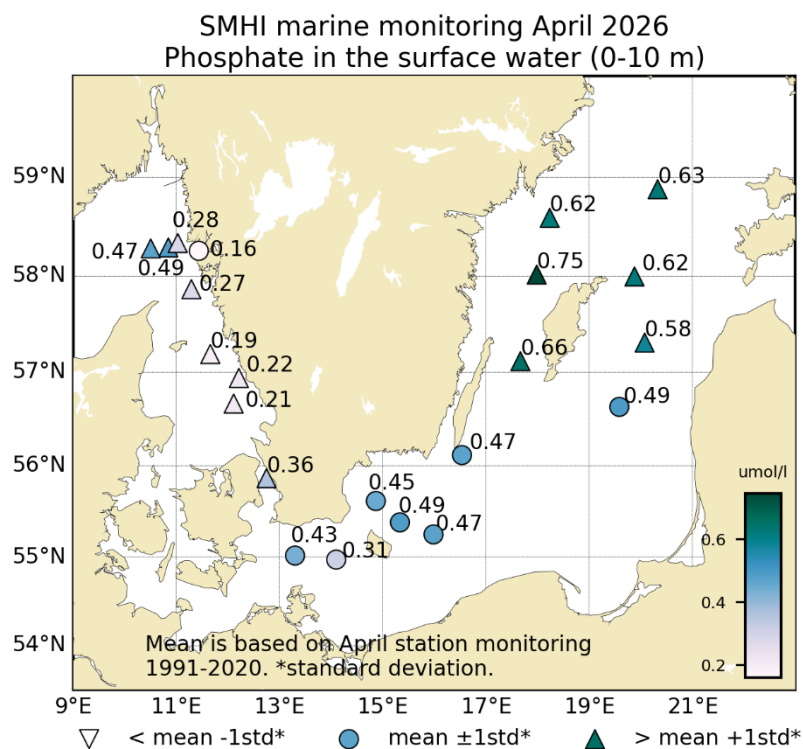 SMHI marine monitoring April 2026
Phosphate in the surface water (0-10 m)
59°N
58°N
57°N
56°N
55°N
54°N
0.63
0.62
0.28
0.47
0.16
0.49
0.75
0.62
0.27
0.19
0.58
0.66
0.22
0.21
0.49
0.47
0.36
0.45
0.49
0.47
0.43
0.31
umol/l
0.6
0.4
0.2
Mean is based on April station monitoring
1991-2020. *standard deviation.
9°E 11°E 13°E 15°E 17°E 19°E 21°E
< mean -1std* mean ±1std* > mean +1std*